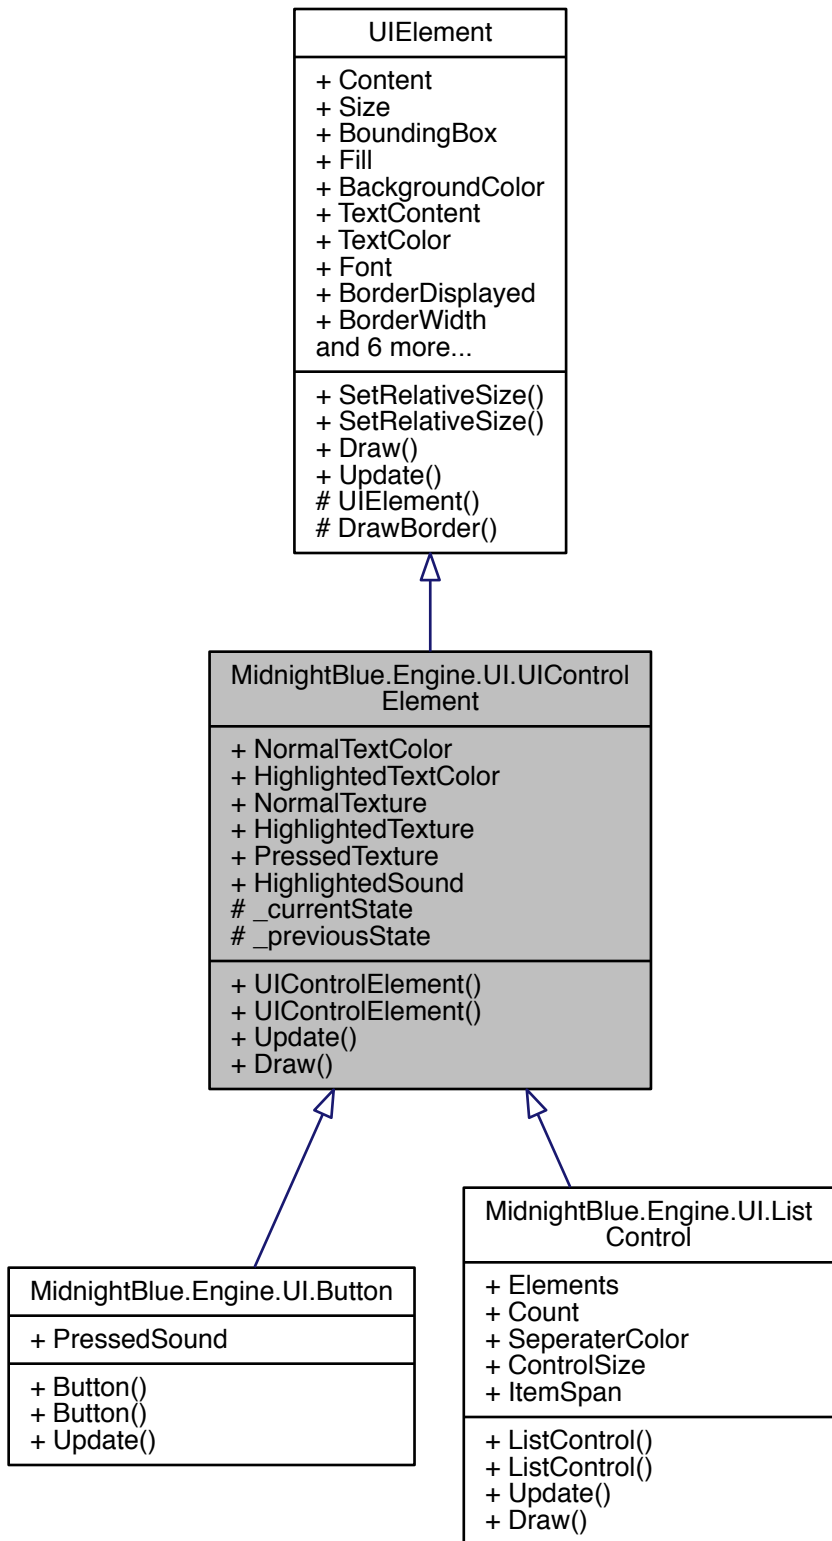 UIElement
+ Content
+ Size
+ BoundingBox
+ Fill
+ BackgroundColor
+ TextContent
+ TextColor
+ Font
+ BorderDisplayed
+ BorderWidth
and 6 more...
+ SetRelativeSize()
+ SetRelativeSize()
+ Draw()
+ Update()
# UIElement()
# DrawBorder()
MidnightBlue.Engine.UI.UIControl
Element
+ NormalTextColor
+ HighlightedTextColor
+ NormalTexture
+ HighlightedTexture
+ PressedTexture
+ HighlightedSound
# _currentState
# _previousState
+ UIControlElement()
+ UIControlElement()
+ Update()
+ Draw()
MidnightBlue.Engine.UI.Button
+ PressedSound
+ Button()
+ Button()
+ Update()
MidnightBlue.Engine.UI.List
Control
+ Elements
+ Count
+ SeperaterColor
+ ControlSize
+ ItemSpan
+ ListControl()
+ ListControl()
+ Update()
+ Draw()